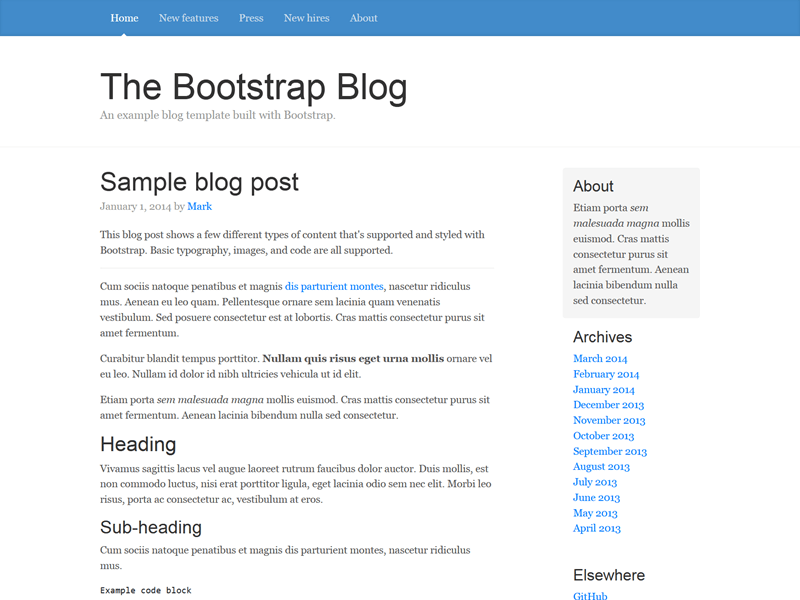 Home New features Press New hires About
The Bootstrap Blog
An example blog template built with Bootstrap.
Sample blog post
January 1, 2014 by Mark
This blog post shows a few different types of content that's supported and styled with
Bootstrap. Basic typography, images, and code are all supported.
Cum sociis natoque penatibus et magnis dis parturient montes, nascetur ridiculus
mus. Aenean eu leo quam. Pellentesque ornare sem lacinia quam venenatis
vestibulum. Sed posuere consectetur est at lobortis. Cras mattis consectetur purus sit
amet fermentum.
Curabitur blandit tempus porttitor. Nullam quis risus eget urna mollis ornare vel
eu leo. Nullam id dolor id nibh ultricies vehicula ut id elit.
Etiam porta sem malesuada magna mollis euismod. Cras mattis consectetur purus sit
amet fermentum. Aenean lacinia bibendum nulla sed consectetur.
Heading
Vivamus sagittis lacus vel augue laoreet rutrum faucibus dolor auctor. Duis mollis, est
non commodo luctus, nisi erat porttitor ligula, eget lacinia odio sem nec elit. Morbi leo
risus, porta ac consectetur ac, vestibulum at eros.
Sub-heading
Cum sociis natoque penatibus et magnis dis parturient montes, nascetur ridiculus
mus.
Example code block
About
Etiam porta sem
malesuada magna mollis
euismod. Cras mattis
consectetur purus sit
amet fermentum. Aenean
lacinia bibendum nulla
sed consectetur.
Archives
March 2014
February 2014
January 2014
December 2013
November 2013
October 2013
September 2013
August 2013
July 2013
June 2013
May 2013
April 2013
Elsewhere
GitHub